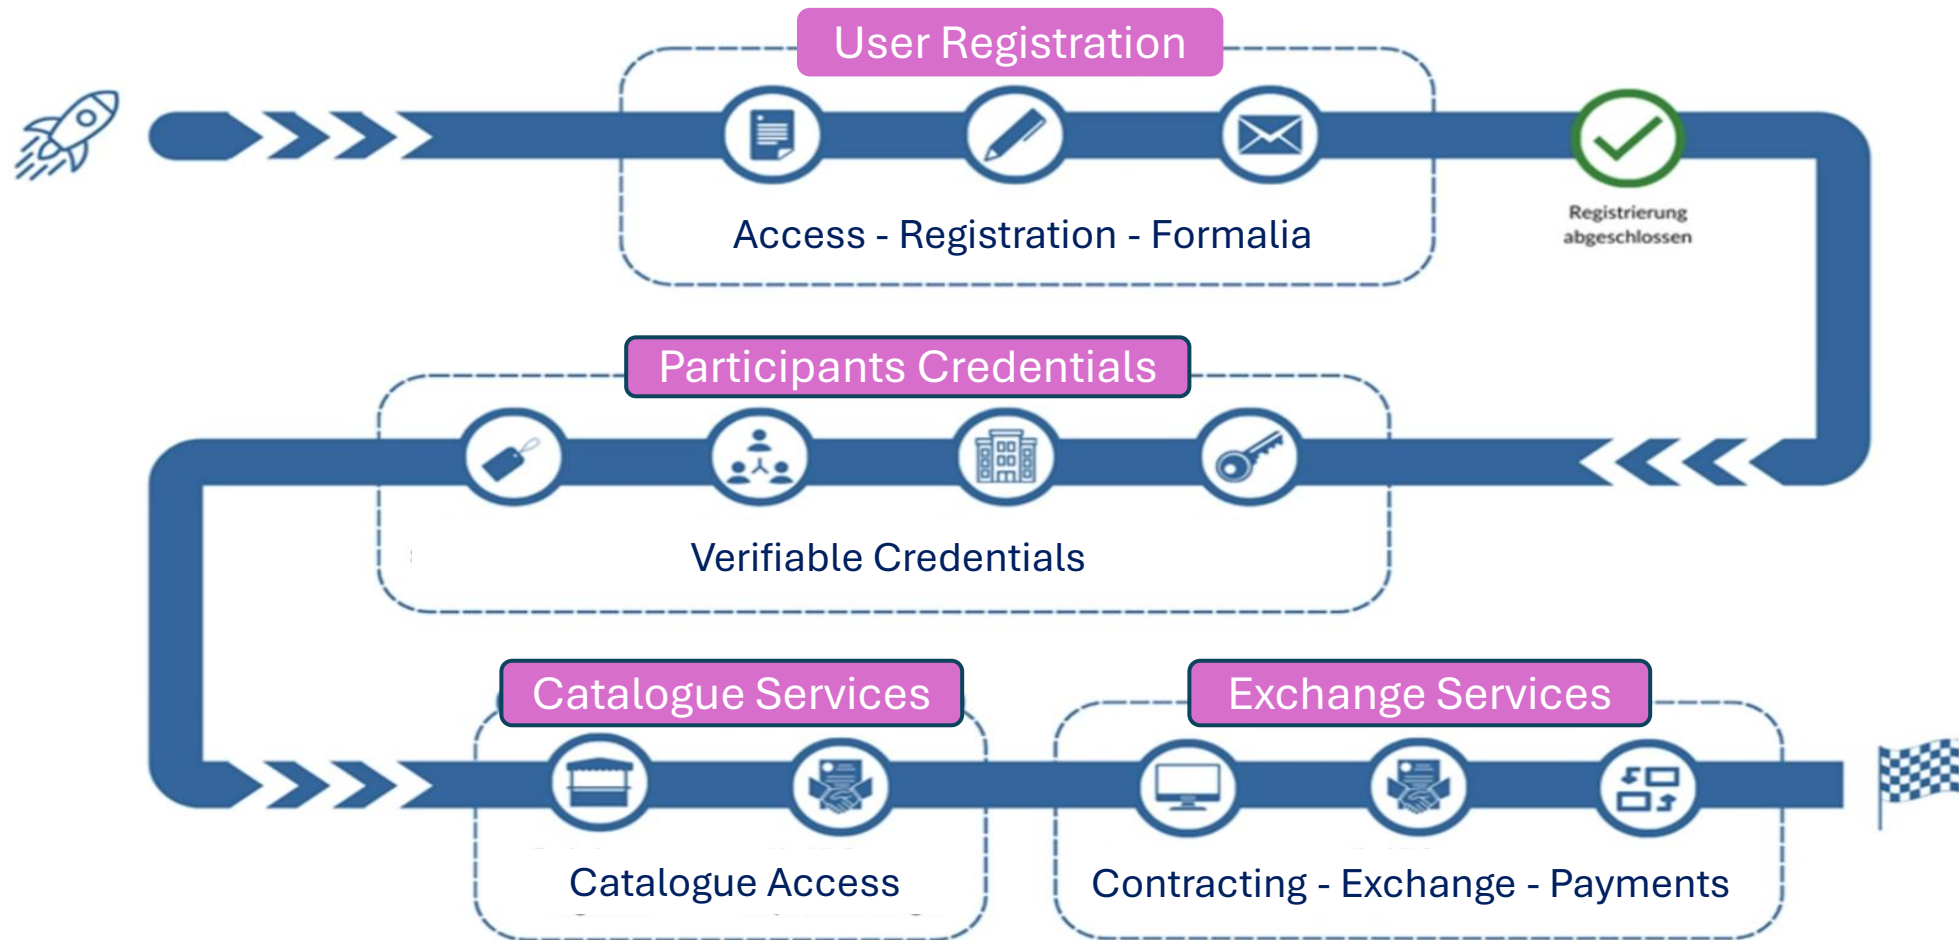 User Registration
Access - Registration - Formalia
Registrierung
abgeschlossen
Participants Credentials
Verifiable Credentials
Catalogue Services
Exchange Services
Catalogue Access
Contracting - Exchange - Payments